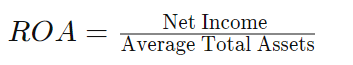 ROA = Net Income / Average Total Assets